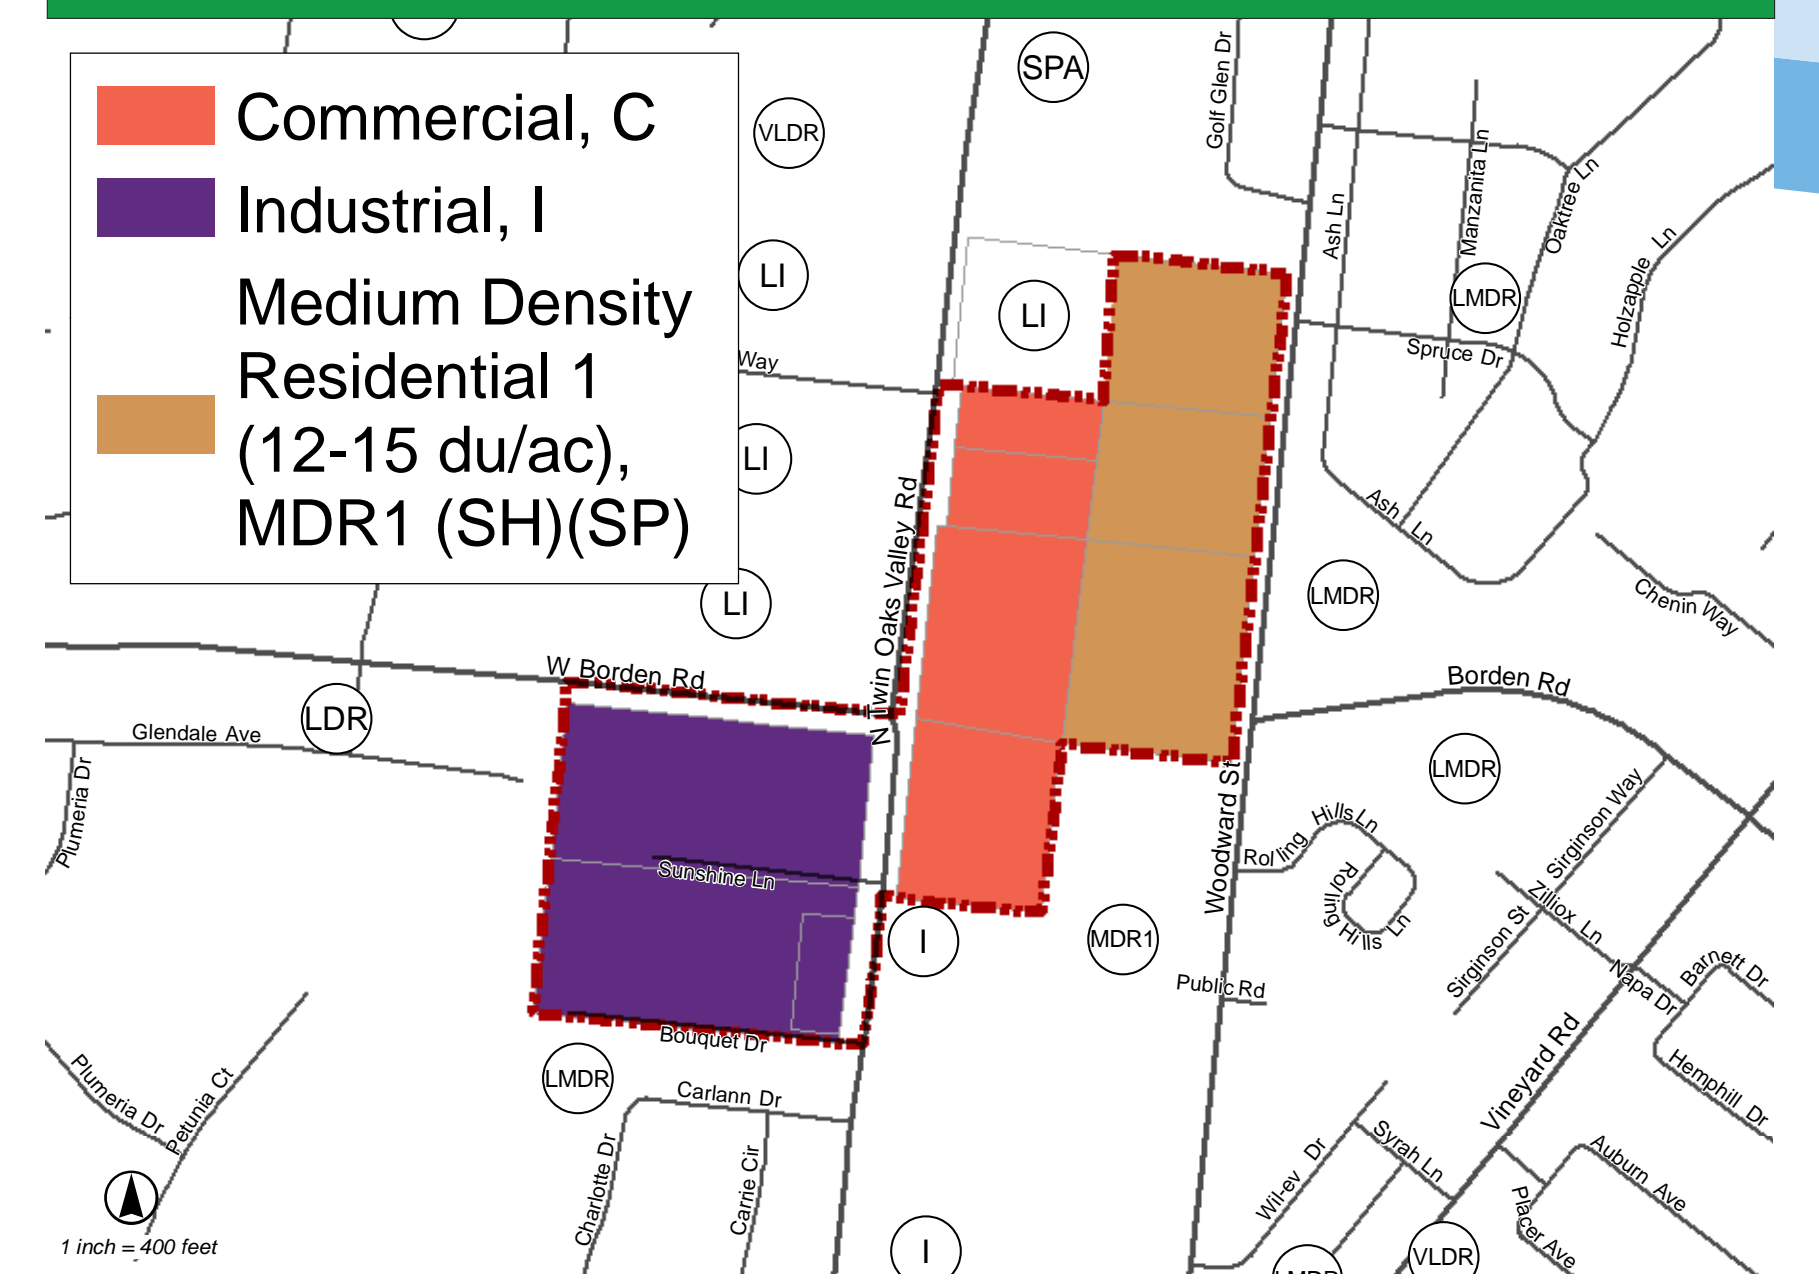 Commercial, C
Industrial, I
Medium Density
Residential 1
(12-15 du/ac),
MDR1 (SH)(SP)
SPA
VLDR
LI
LI
LI
LI
Way
Golf Glen Dr
Ash Ln
Manzanita Ln
Oaktree Ln
Holzapple Ln
LMDR
Spruce Dr
Ash Ln
LMDR
Chenin Way
N Twin Oaks Valley Rd
W Borden Rd
Borden Rd
LDR
Glendale Ave
Plumeria Dr
LMDR
Sirginson Way
Woodward St
Rolling Hills Ln
Rolling Hills Ln
Sunshine Ln
Zilliox Ln
Sirginson St
I
MDR1
Public Rd
Napa Dr
Barnett Dr
Bouquet Dr
Vineyard Rd
Hemphill Dr
LMDR
Carlann Dr
Plumeria Dr
Petunia Ct
Charlotte Dr
Carrie Cir
Wil-ev Dr
Syrah Ln
Auburn Ave
Placer Ave
I
VLDR
LMDR
1 inch = 400 feet